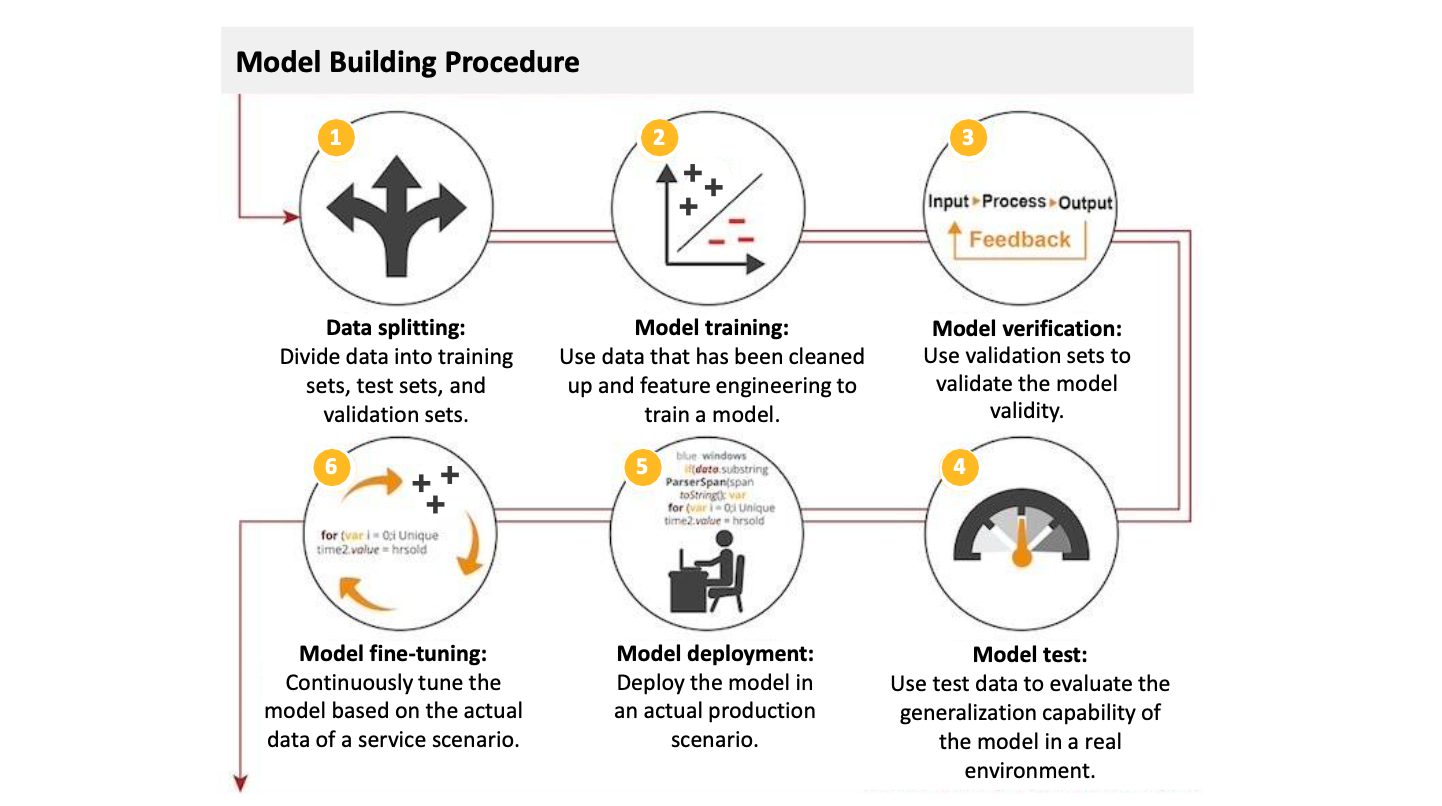 Model Building Procedure
1
2
3
Input Process Output
Feedback
Data splitting:
Divide data into training
sets, test sets, and
validation sets.
Model training:
Use data that has been cleaned
up and feature engineering to
train a model.
Model verification:
Use validation sets to
validate the model
validity.
6
for (var i = 0;i Unique
time2.value = hrsold
5
blue windows
if(data.substring
ParserSpan(span
toString(); var
for (var i = 0;i Unique
time2.value = hrsold
4
Model fine-tuning:
Continuously tune the
model based on the actual
data of a service scenario.
Model deployment:
Deploy the model in
an actual production
scenario.
Model test:
Use test data to evaluate the
generalization capability of
the model in a real
environment.